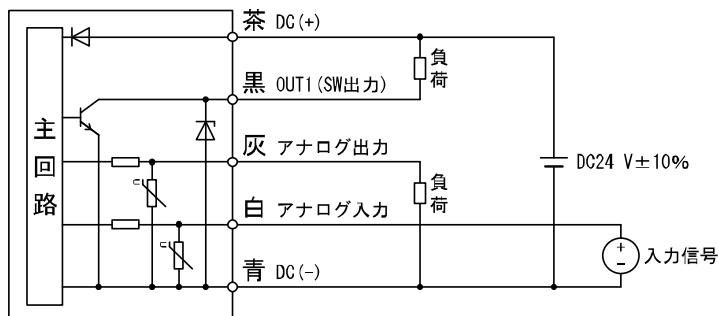 茶 DC(+)
負荷
黒 OUT1(SW出力)
主回路
灰 アナログ出力
DC24 V±10%
負荷
u
白 アナログ入力
u
入力信号
青 DC(-)